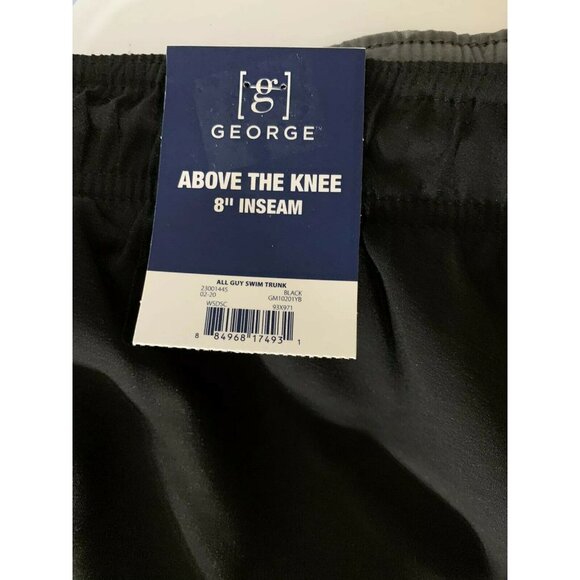 [g]
GEORGE™
ABOVE THE KNEE
8" INSEAM
ALL GUY SWIM TRUNK
23001445 BLACK
02-20 GM10201YB
WSDSC 93X971
8 84968 17493 1